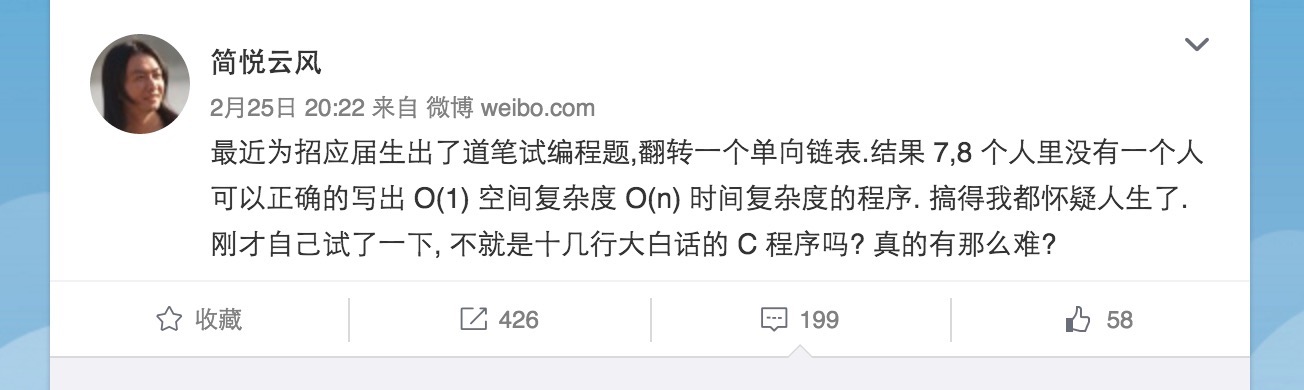 简悦云风
2月25日 20:22 来自 微博 weibo.com
最近为招应届生出了道笔试编程题,翻转一个单向链表.结果 7,8 个人里没有一个人
可以正确的写出 O(1) 空间复杂度 O(n) 时间复杂度的程序. 搞得我都怀疑人生了.
刚才自己试了一下, 不就是十几行大白话的 C 程序吗? 真的有那么难?
收藏 426 199 58